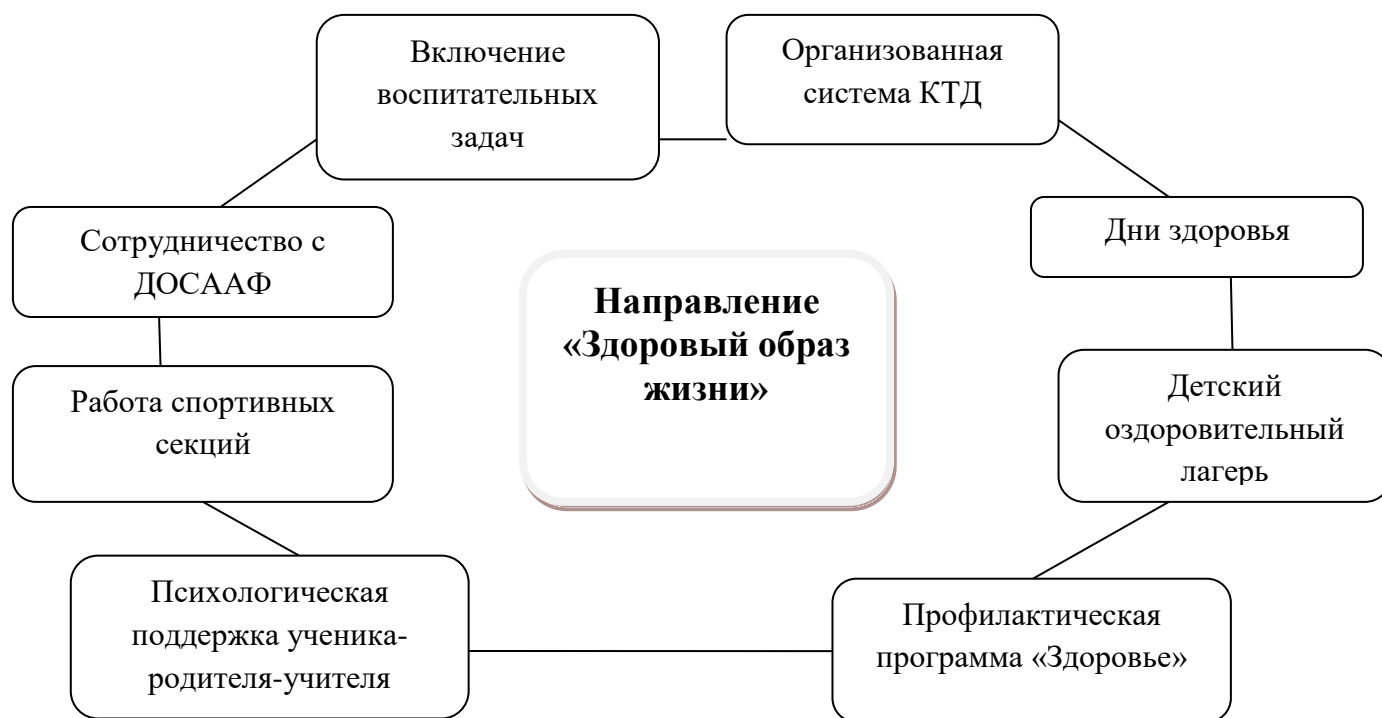 Включение
воспитательных
задач
Организованная
система КТД
Сотрудничество с
ДОСААФ
Дни здоровья
Направление
«Здоровый образ
жизни»
Работа спортивных
секций
Детский
оздоровительный
лагерь
Психологическая
поддержка ученика-
родителя-учителя
Профилактическая
программа «Здоровье»